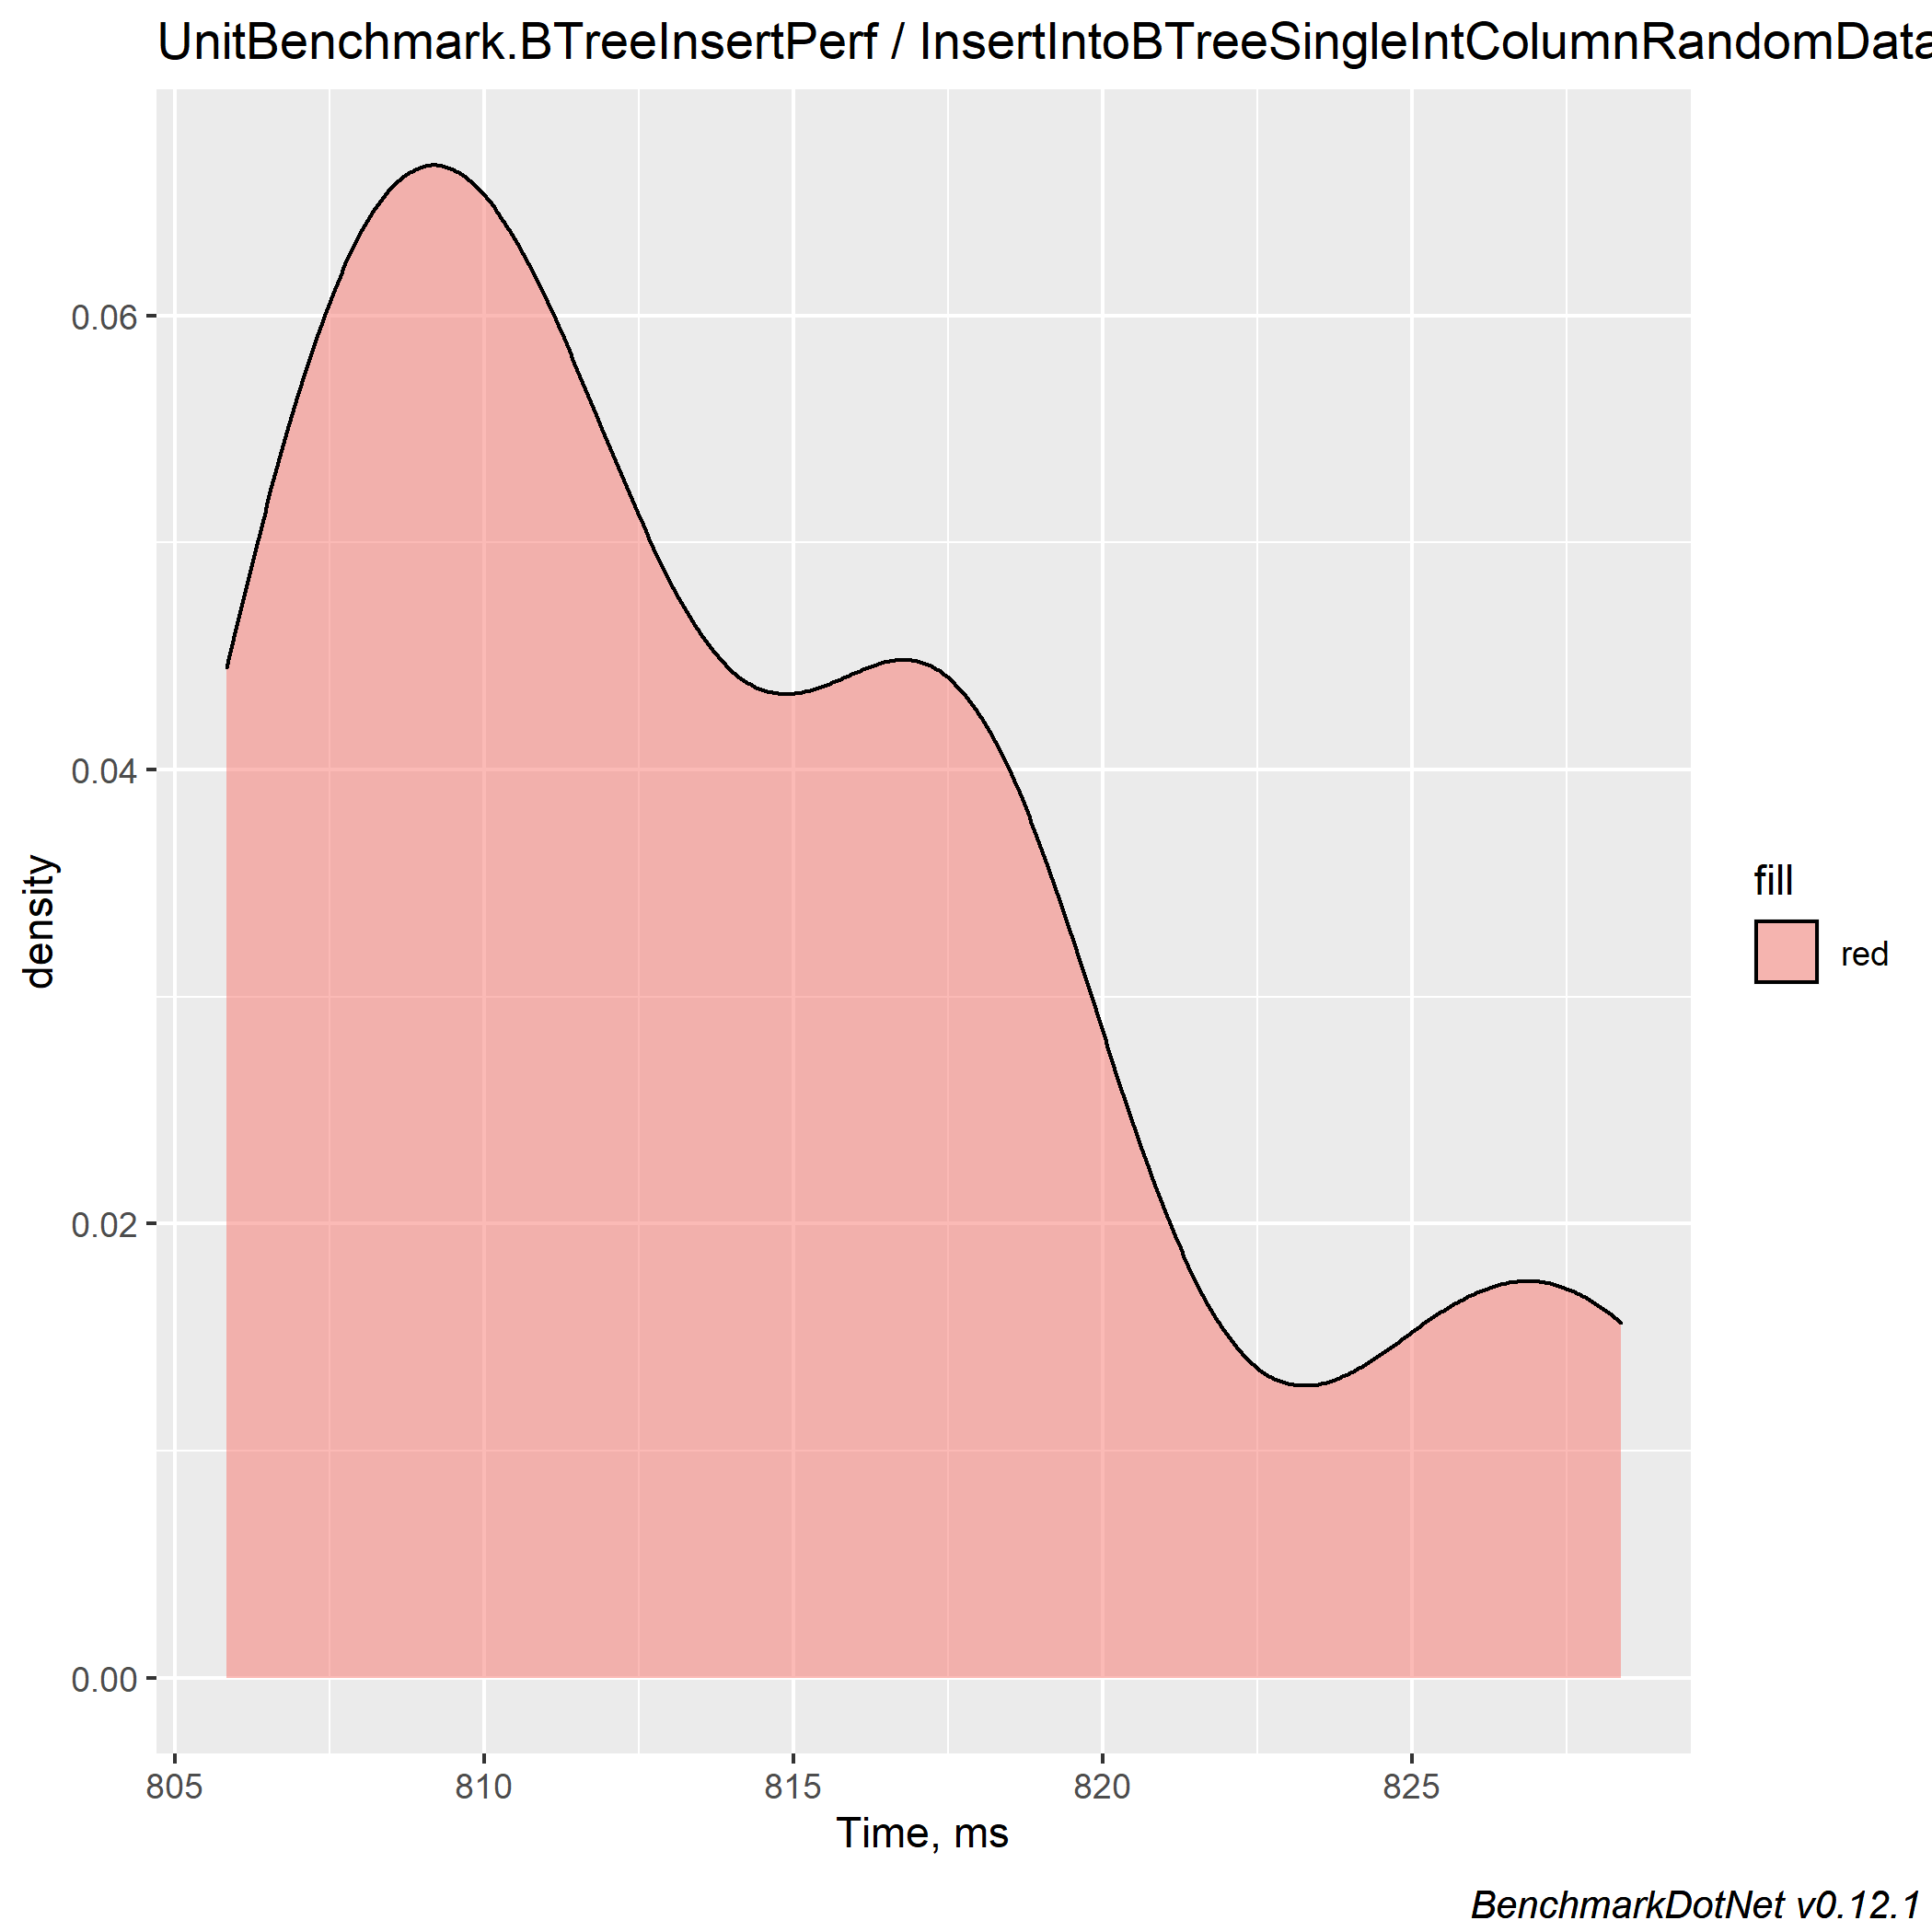 UnitBenchmark.BTreeInsertPerf / InsertIntoBTreeSingleIntColumnRandomData
0.06
0.04
0.02
0.00
density
805 810 815 820 825
Time, ms
fill
red
BenchmarkDotNet v0.12.1